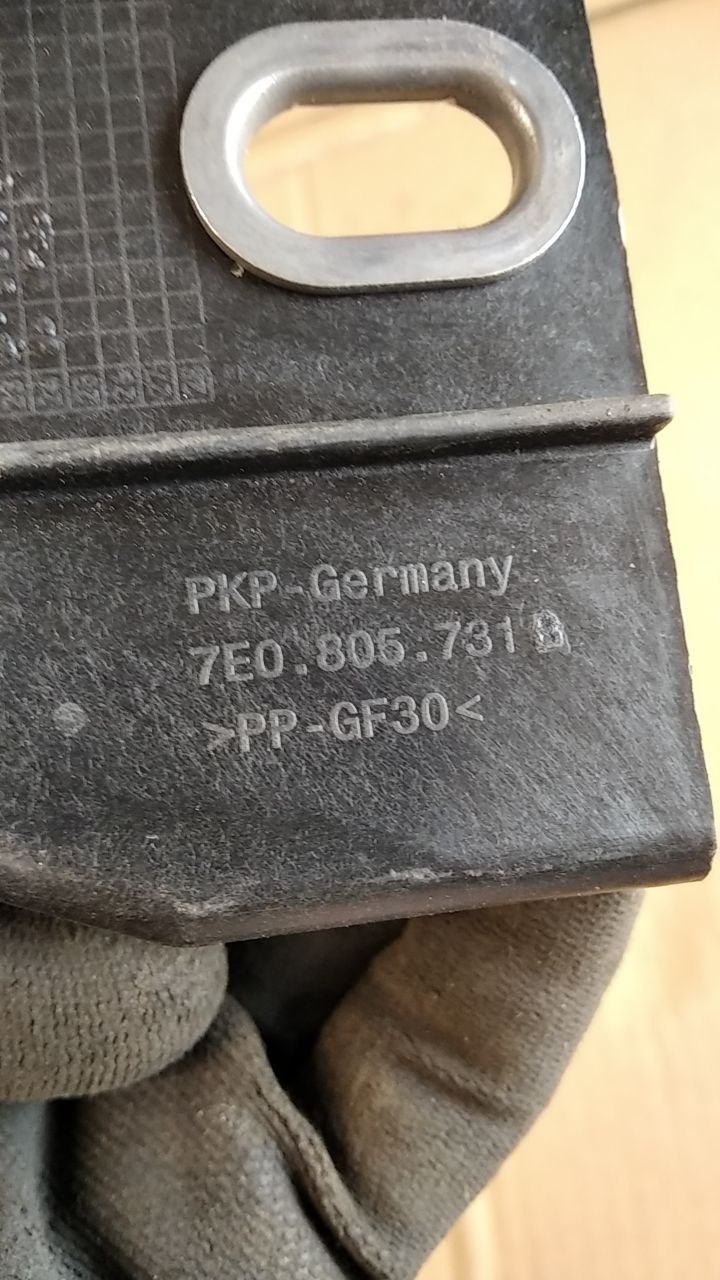 PKP-Germany
7E0.805.731 B
>PP-GF30<